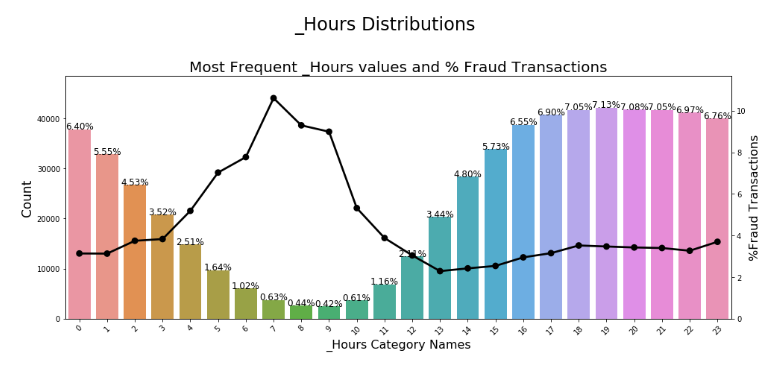 _Hours Distributions
Most Frequent _Hours values and % Fraud Transactions
6.40% 5.55% 4.53% 3.52% 2.51% 1.64% 1.02% 0.63% 0.44% 0.42% 0.61% 1.16% 2.11% 3.44% 4.80% 5.73% 6.55% 6.90% 7.05% 7.13% 7.08% 7.05% 6.97% 6.76%
Count
40000
30000
20000
10000
0
10
8
6
4
2
0
%Fraud Transactions
0 1 2 3 4 5 6 7 8 9 10 11 12 13 14 15 16 17 18 19 20 21 22 23
_Hours Category Names